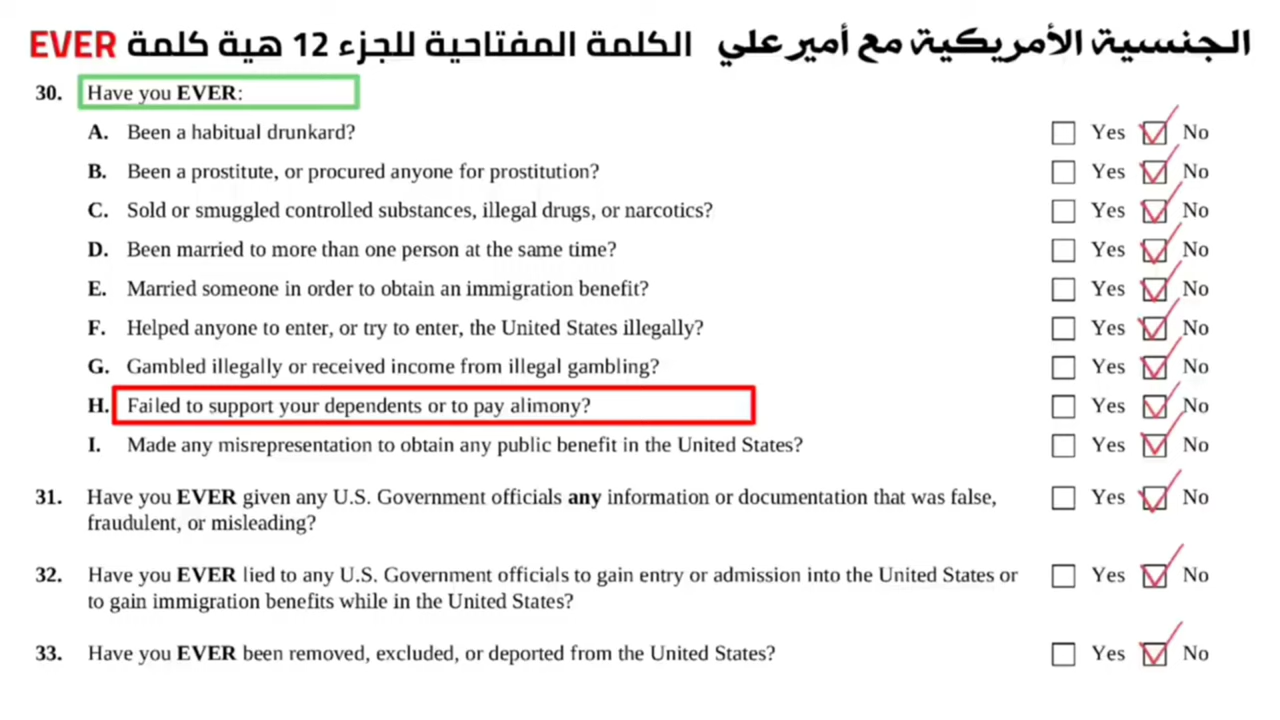 الجنسية الأمريكية مع أمير علي الكلمة المفتاحية للجزء 12 هية كلمة EVER
30. Have you EVER:
A. Been a habitual drunkard? Yes No
B. Been a prostitute, or procured anyone for prostitution? Yes No
C. Sold or smuggled controlled substances, illegal drugs, or narcotics? Yes No
D. Been married to more than one person at the same time? Yes No
E. Married someone in order to obtain an immigration benefit? Yes No
F. Helped anyone to enter, or try to enter, the United States illegally? Yes No
G. Gambled illegally or received income from illegal gambling? Yes No
H. Failed to support your dependents or to pay alimony? Yes No
I. Made any misrepresentation to obtain any public benefit in the United States? Yes No
31. Have you EVER given any U.S. Government officials any information or documentation that was false, Yes No
fraudulent, or misleading?
32. Have you EVER lied to any U.S. Government officials to gain entry or admission into the United States or Yes No
to gain immigration benefits while in the United States?
33. Have you EVER been removed, excluded, or deported from the United States? Yes No